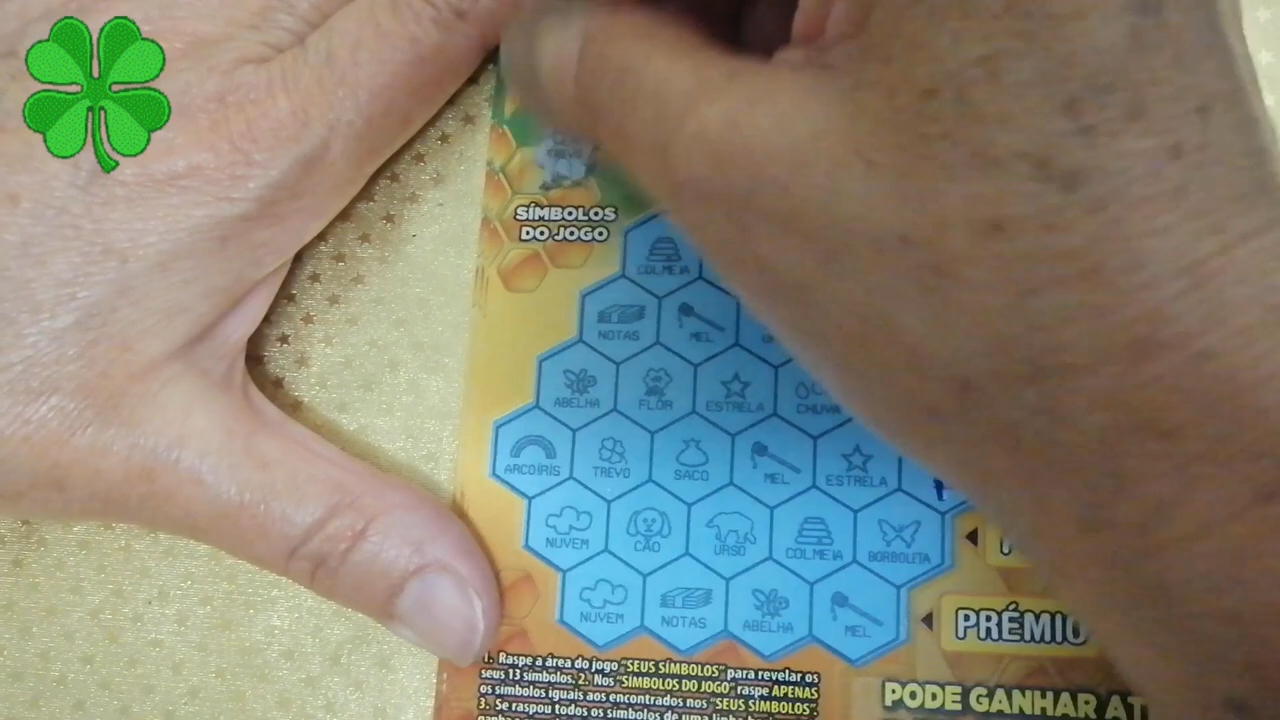 SÍMBOLOS
DO JOGO
COLMEIA
NOTAS MEL
ABELHA FLOR ESTRELA CHUVA
ARCOÍRIS TREVO SACO MEL ESTRELA
NUVEM CÃO URSO COLMEIA BORBOLETA
NUVEM NOTAS ABELHA MEL
PRÉMIO
1. Raspe a área do jogo "SEUS SÍMBOLOS" para revelar os
seus 13 símbolos. 2. Nos "SÍMBOLOS DO JOGO" raspe APENAS
os símbolos iguais aos encontrados nos "SEUS SÍMBOLOS".
3. Se raspou todos os símbolos de uma linha
PODE GANHAR AT